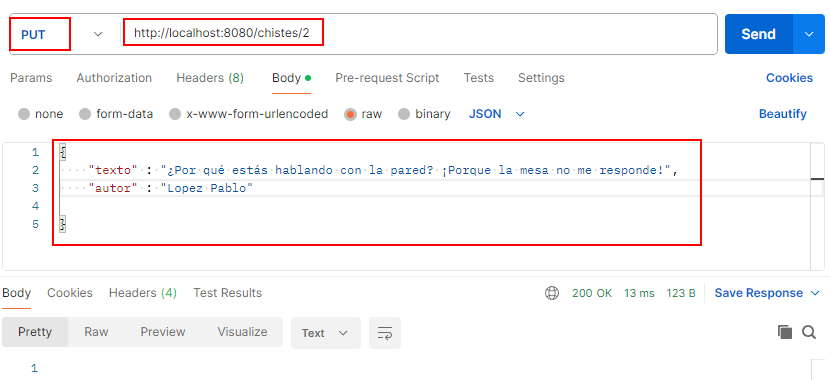 PUT http://localhost:8080/chistes/2 Send
Params Authorization Headers (8) Body Pre-request Script Tests Settings Cookies
none form-data x-www-form-urlencoded raw binary JSON Beautify
1 {
2 "texto" : "¿Por qué estás hablando con la pared? ¡Porque la mesa no me responde!",
3 "autor" : "Lopez Pablo"
4
5 }
Body Cookies Headers (4) Test Results 200 OK 13 ms 123 B Save Response
Pretty Raw Preview Visualize Text
1